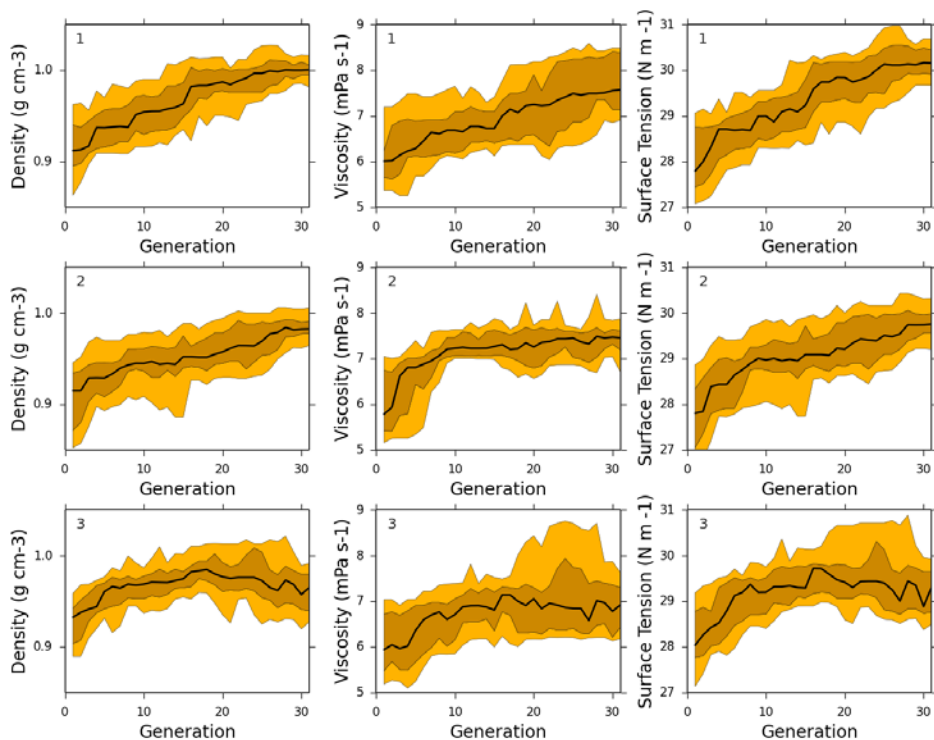 Density (g cm-3)
1
1.0
0.9
0 10 20 30
Generation
Viscosity (mPa s-1)
1
9
8
7
6
5
0 10 20 30
Generation
Surface Tension (N m -1)
1
31
30
29
28
27
0 10 20 30
Generation
Density (g cm-3)
2
1.0
0.9
0 10 20 30
Generation
Viscosity (mPa s-1)
2
9
8
7
6
5
0 10 20 30
Generation
Surface Tension (N m -1)
2
31
30
29
28
27
0 10 20 30
Generation
Density (g cm-3)
3
1.0
0.9
0 10 20 30
Generation
Viscosity (mPa s-1)
3
9
8
7
6
5
0 10 20 30
Generation
Surface Tension (N m -1)
3
31
30
29
28
27
0 10 20 30
Generation